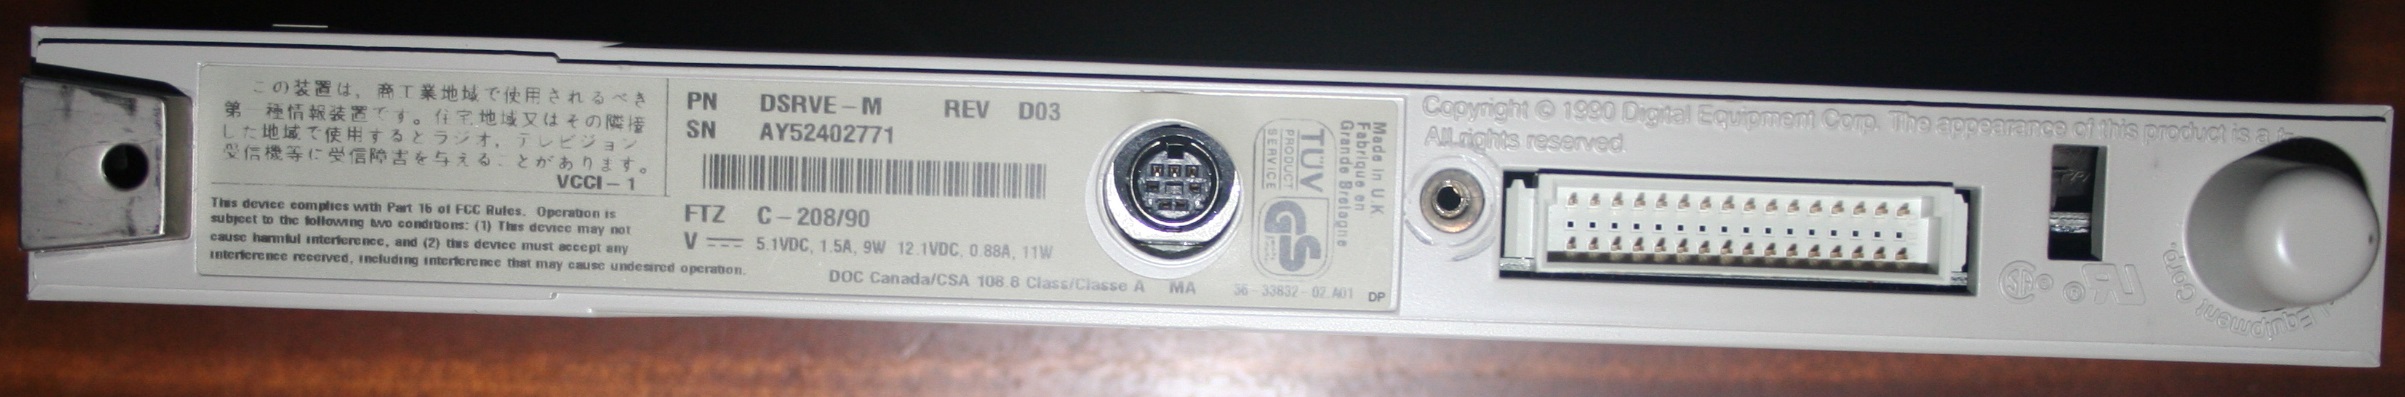 この装置は，商工業地域で使用されるべき
第一種情報装置です。住宅地域又はその隣接
した地域で使用するとラジオ，テレビジョン
受信機等に受信障害を与えることがあります。
VCCI-1
This device complies with Part 15 of FCC Rules. Operation is
subject to the following two conditions: (1) This device may not
cause harmful interference, and (2) this device must accept any
interference received, including interference that may cause undesired operation.
PN DSRVE-M REV D03
SN AY52402771
FTZ C-208/90
V 5.1VDC, 1.5A, 9W 12.1VDC, 0.88A, 11W
DOC Canada/CSA 108.8 Class/Classe A MA
36-33832-02.A01 DP
TÜV
PRODUCT
SERVICE
GS
Made in U K
Fabrique en
Grande Bretagne
Copyright © 1990 Digital Equipment Corp. The appearance of this product is a
All rights reserved
Equipment Corp.